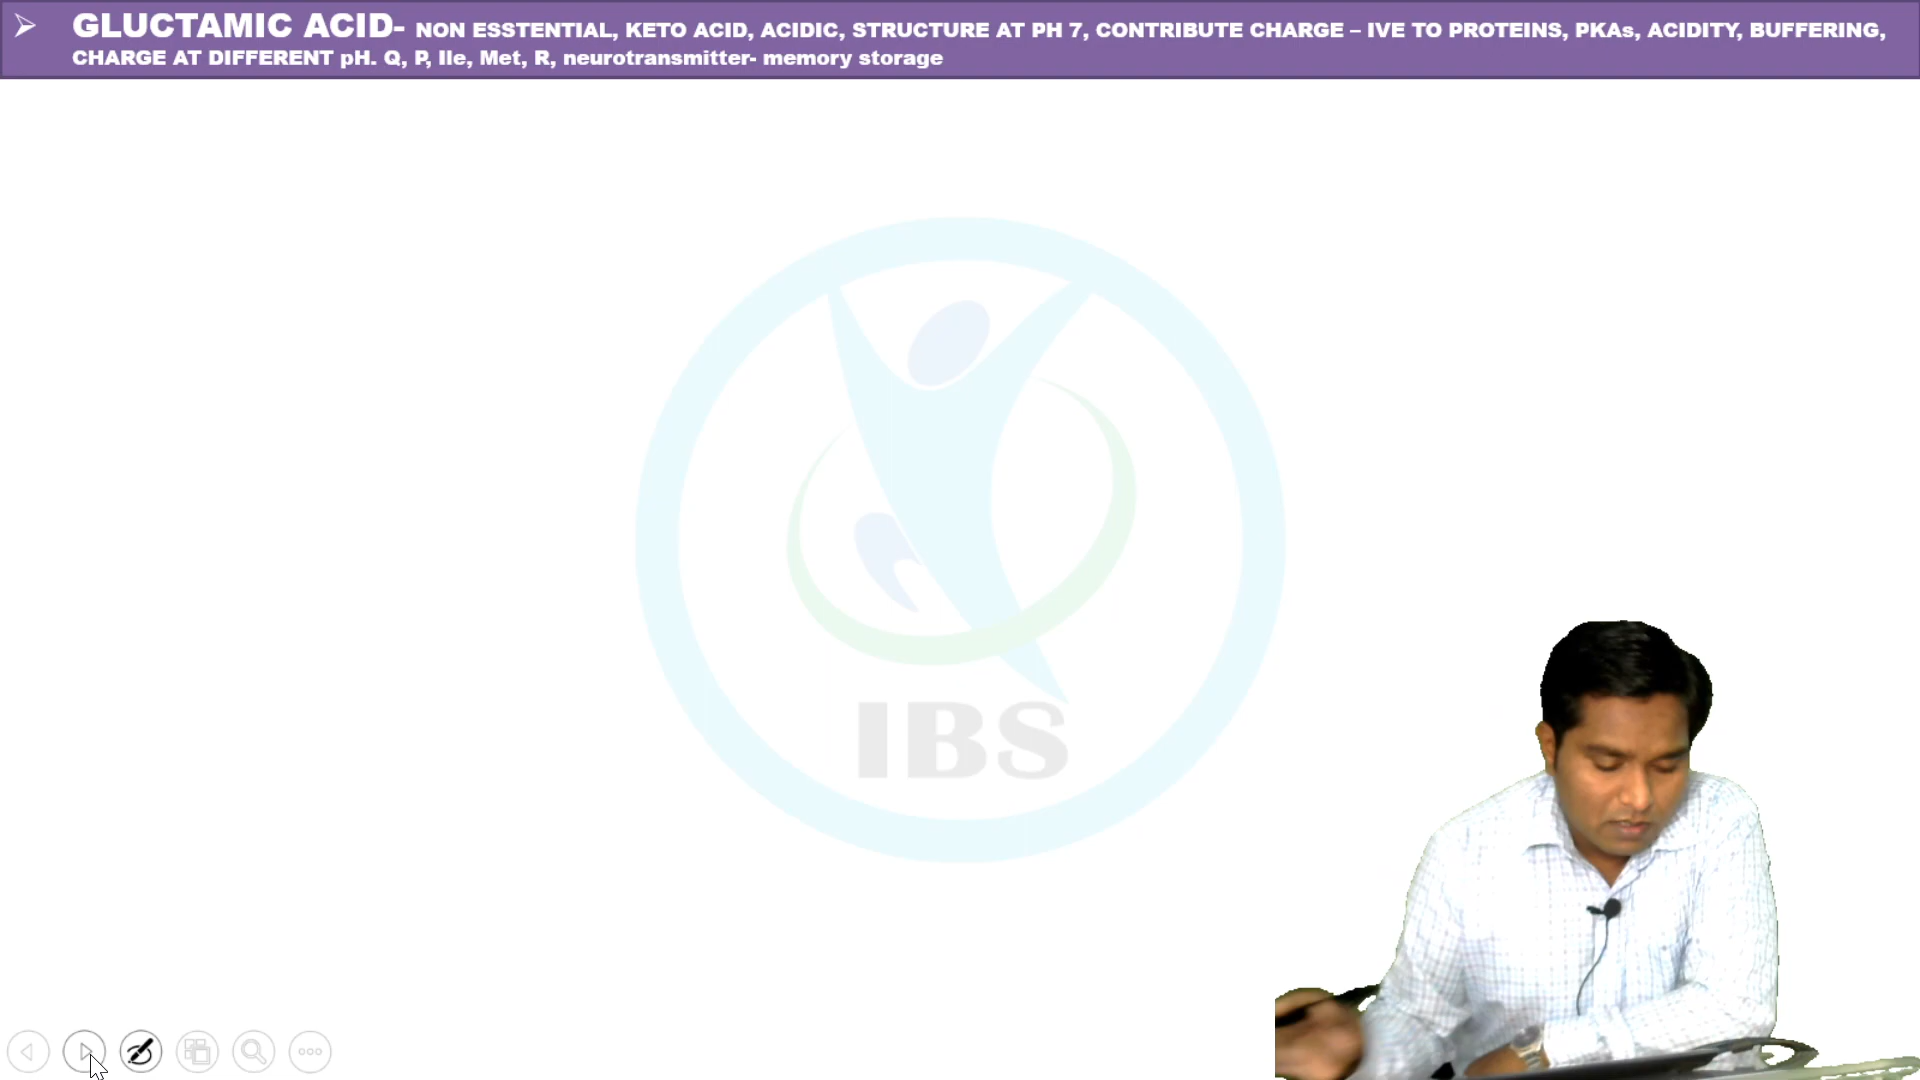 GLUCTAMIC ACID- NON ESSTENTIAL, KETO ACID, ACIDIC, STRUCTURE AT PH 7, CONTRIBUTE CHARGE – IVE TO PROTEINS, PKAs, ACIDITY, BUFFERING,
CHARGE AT DIFFERENT pH. Q, P, Ile, Met, R, neurotransmitter- memory storage
IBS